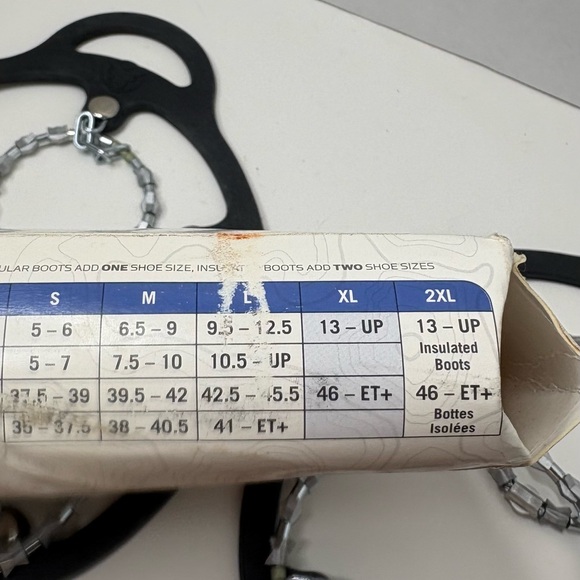 ULAR BOOTS ADD ONE SHOE SIZE, BOOTS ADD TWO SHOE SIZES
S M L XL 2XL
5 – 6 6.5 – 9 9.5 – 12.5 13 – UP 13 – UP
Insulated
Boots
5 – 7 7.5 – 10 10.5 – UP
37.5 – 39 39.5 – 42 42.5 – 45.5 46 – ET+ 46 – ET+
35 – 37.5 38 – 40.5 41 – ET+
Bottes
Isolées